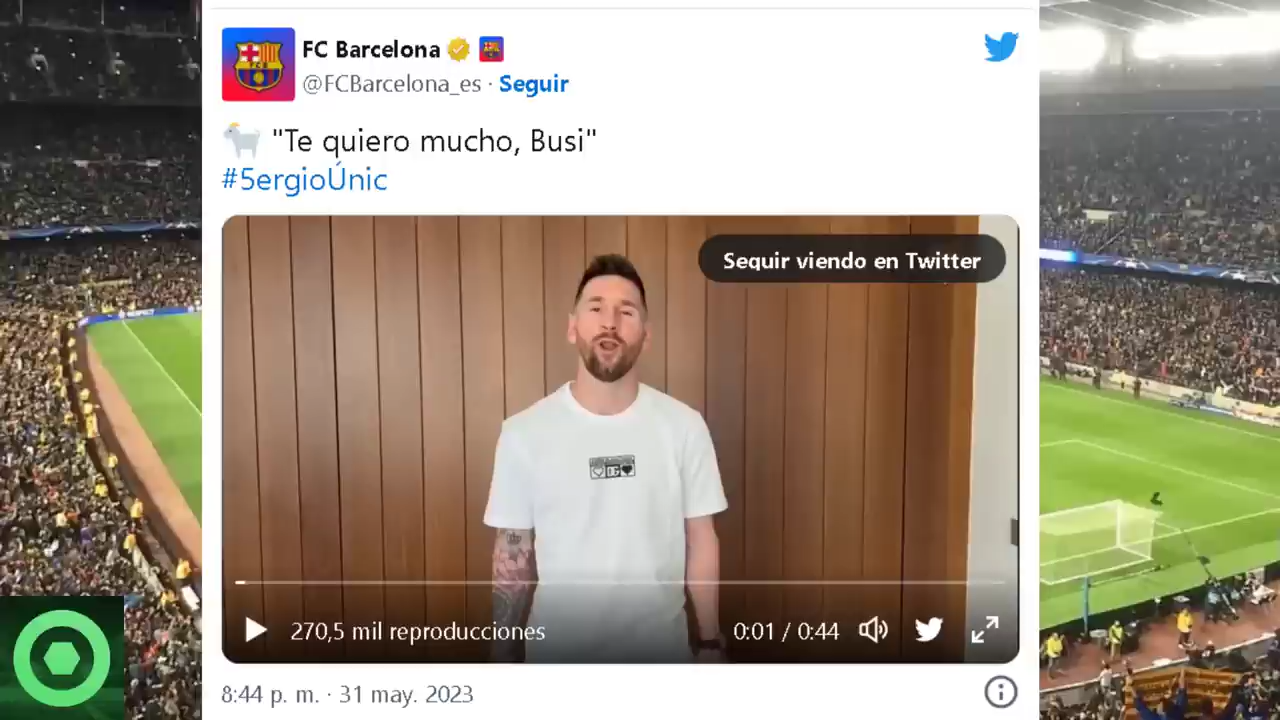 FC Barcelona
@FCBarcelona_es · Seguir
"Te quiero mucho, Busi"
#5ergioÚnic
Seguir viendo en Twitter
DG
270,5 mil reproducciones
0:01 / 0:44
8:44 p. m. · 31 may. 2023